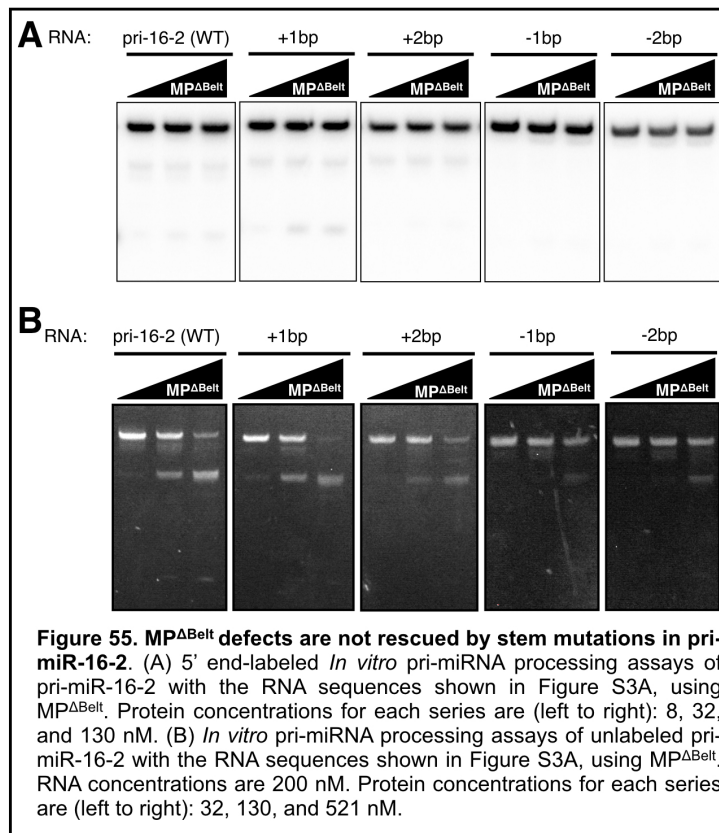 A RNA: pri-16-2 (WT) +1bp +2bp -1bp -2bp
MPΔBelt MPΔBelt MPΔBelt MPΔBelt MPΔBelt
B RNA: pri-16-2 (WT) +1bp +2bp -1bp -2bp
MPΔBelt MPΔBelt MPΔBelt MPΔBelt MPΔBelt
Figure 55. MPΔBelt defects are not rescued by stem mutations in pri-
miR-16-2. (A) 5’ end-labeled In vitro pri-miRNA processing assays of
pri-miR-16-2 with the RNA sequences shown in Figure S3A, using
MPΔBelt. Protein concentrations for each series are (left to right): 8, 32,
and 130 nM. (B) In vitro pri-miRNA processing assays of unlabeled pri-
miR-16-2 with the RNA sequences shown in Figure S3A, using MPΔBelt.
RNA concentrations are 200 nM. Protein concentrations for each series
are (left to right): 32, 130, and 521 nM.